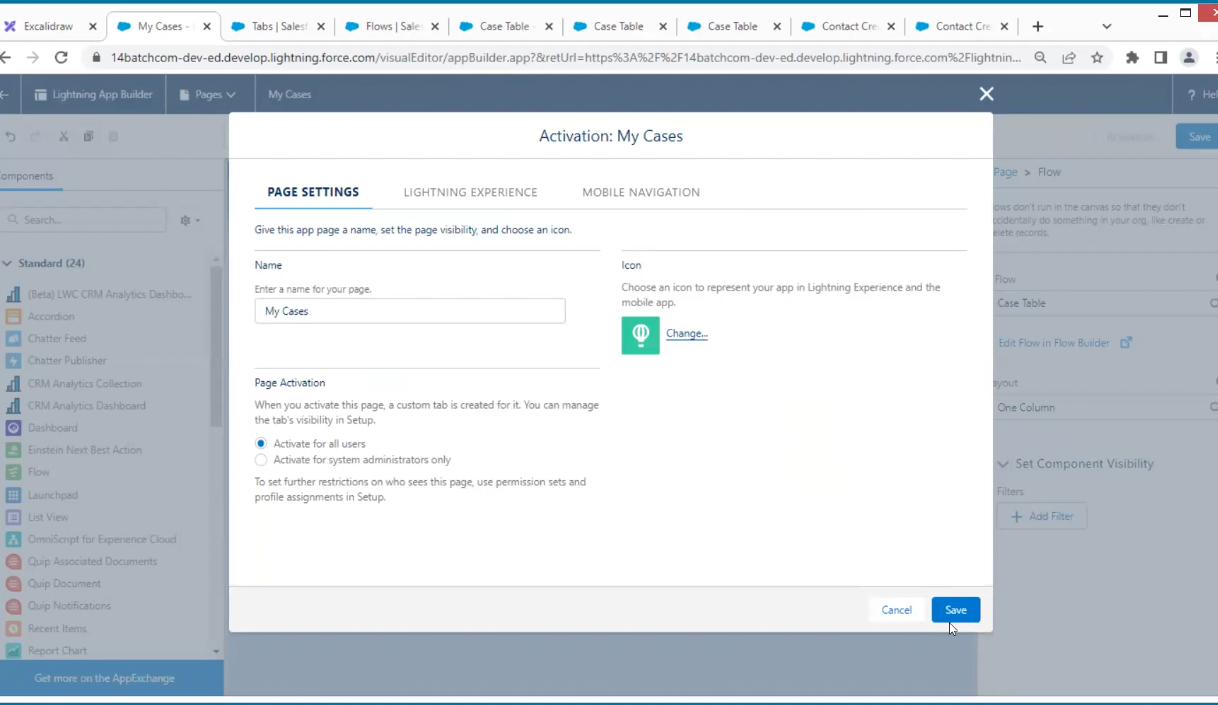 Excalidraw
My Cases -
Tabs | Salesf
Flows | Sale
Case Table -
Case Table
Case Table
Contact Cre
Contact Cre
14batchcom-dev-ed.develop.lightning.force.com/visualEditor/appBuilder.app?&retUrl=https%3A%2F%2F14batchcom-dev-ed.develop.lightning.force.com%2Flightnin...
Lightning App Builder
Pages
My Cases
? Hel
Save
omponents
Page > Flow
Search...
ows don't run in the canvas so that they don't
ccidentally do something in your org, like create or
elete records.
Standard (24)
(Beta) LWC CRM Analytics Dashbo...
Accordion
Chatter Feed
Chatter Publisher
CRM Analytics Collection
CRM Analytics Dashboard
Dashboard
Einstein Next Best Action
Flow
Launchpad
List View
OmniScript for Experience Cloud
Quip Associated Documents
Quip Document
Quip Notifications
Recent Items
Report Chart
Get more on the AppExchange
Activation: My Cases
PAGE SETTINGS
LIGHTNING EXPERIENCE
MOBILE NAVIGATION
Give this app page a name, set the page visibility, and choose an icon.
Name
Enter a name for your page.
My Cases
Icon
Choose an icon to represent your app in Lightning Experience and the
mobile app.
Change...
Page Activation
When you activate this page, a custom tab is created for it. You can manage
the tab's visibility in Setup.
Activate for all users
Activate for system administrators only
To set further restrictions on who sees this page, use permission sets and
profile assignments in Setup.
Cancel
Save
Flow
Case Table
Edit Flow in Flow Builder
ayout
One Column
Set Component Visibility
Filters
+ Add Filter